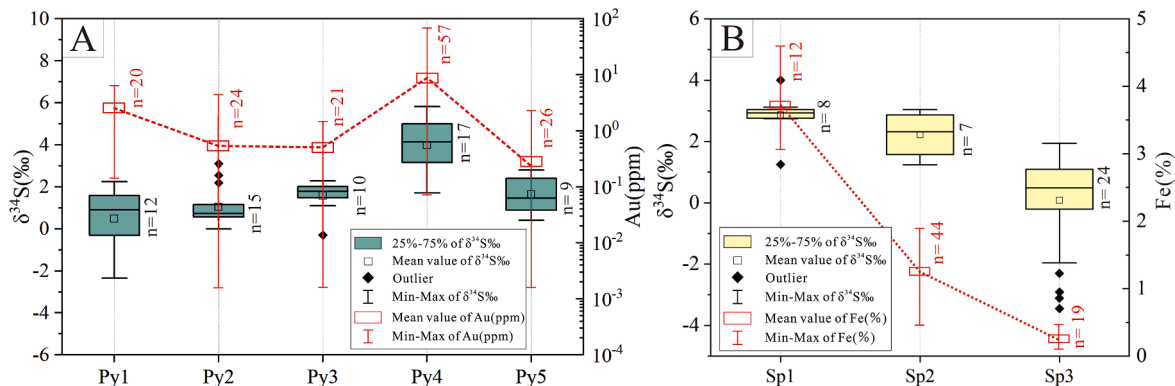 A
δ³⁴S(‰)
10
8
6
4
2
0
2
4
6
n=20
n=24
n=21
n=57
n=26
n=12
n=15
n=10
n=17
n=9
25%-75% of δ³⁴S‰
Mean value of δ³⁴S‰
Outlier
Min-Max of δ³⁴S‰
Mean value of Au(ppm)
Min-Max of Au(ppm)
Py1
Py2
Py3
Py4
Py5
10²
10¹
10⁰
10⁻¹
10⁻²
10⁻³
10⁻⁴
Au(ppm)
B
δ³⁴S(‰)
6
4
2
0
-2
-4
n=12
n=8
n=7
n=44
n=24
n=19
25%-75% of δ³⁴S‰
Mean value of δ³⁴S‰
Outlier
Min-Max of δ³⁴S‰
Mean value of Fe(%)
Min-Max of Fe(%)
Sp1
Sp2
Sp3
5
4
3
2
1
0
Fe(%)